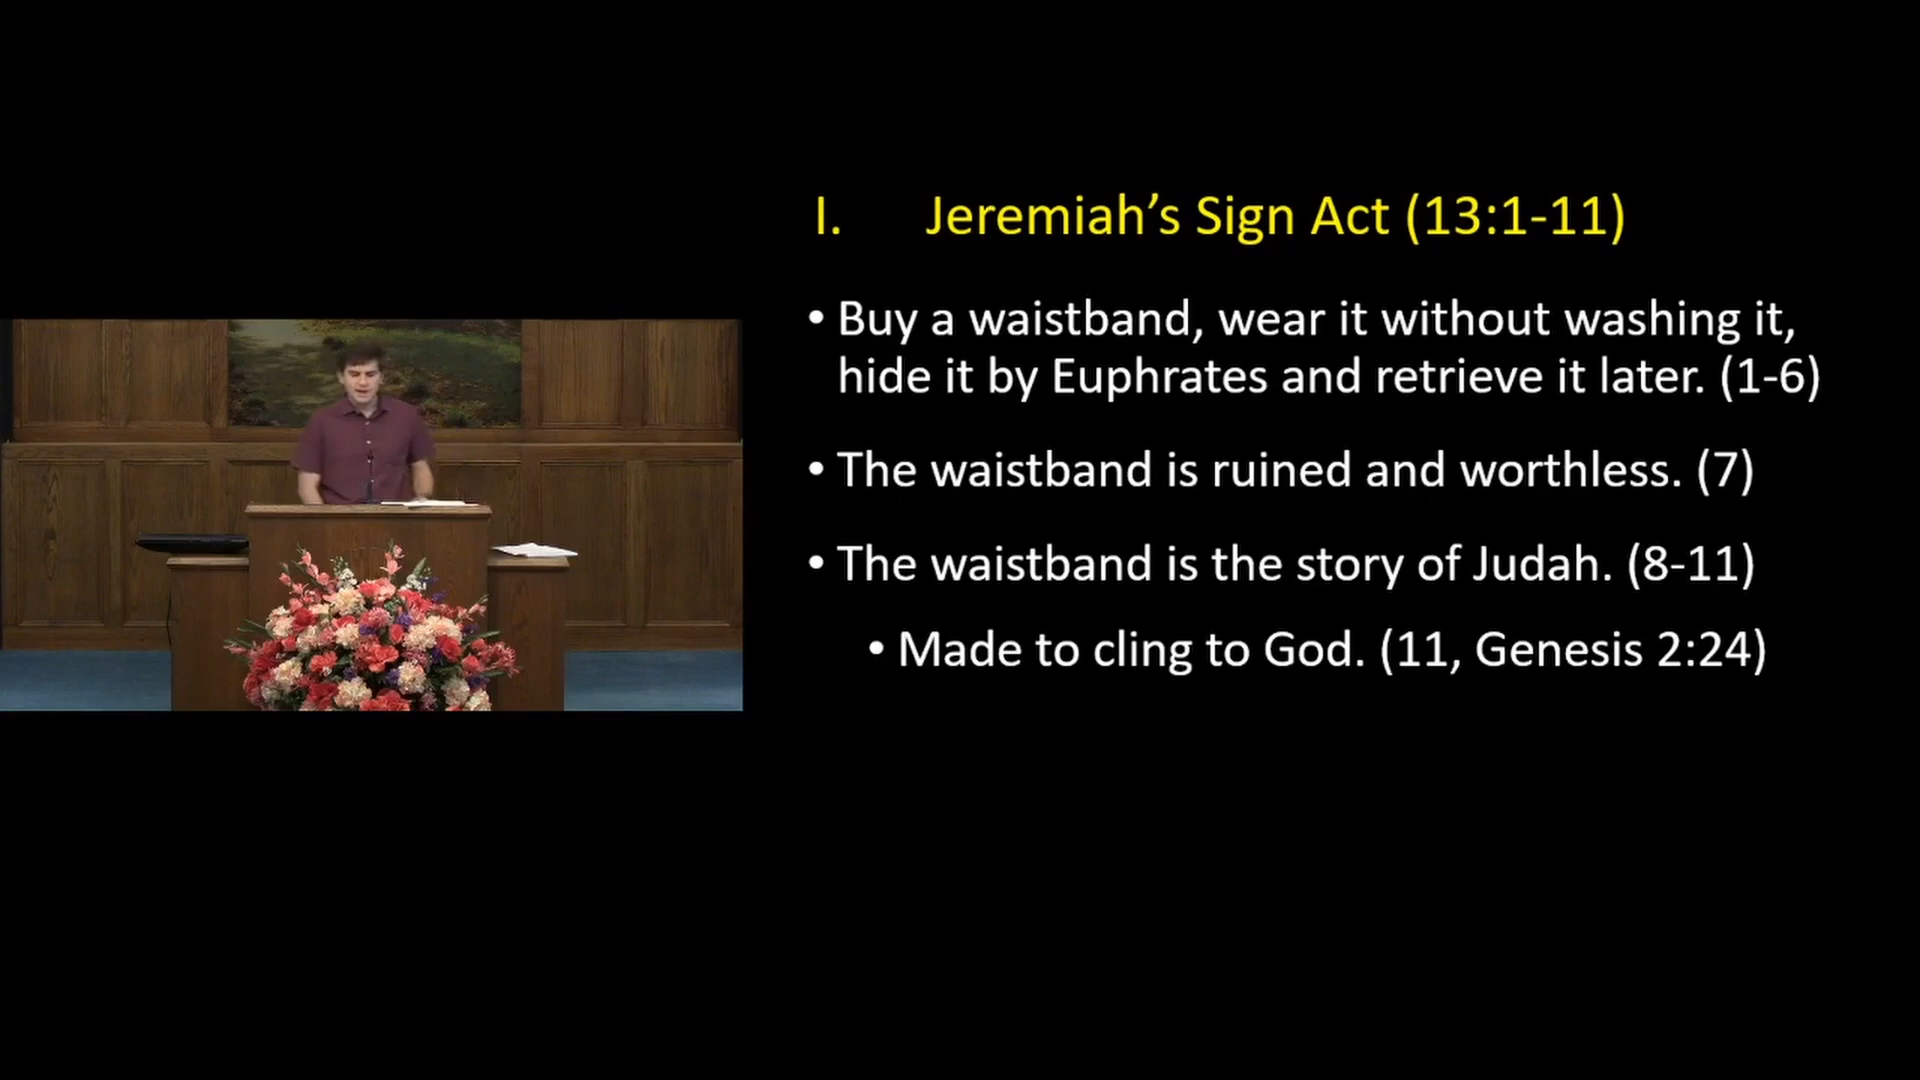 I. Jeremiah’s Sign Act (13:1-11)
• Buy a waistband, wear it without washing it,
hide it by Euphrates and retrieve it later. (1-6)
• The waistband is ruined and worthless. (7)
• The waistband is the story of Judah. (8-11)
• Made to cling to God. (11, Genesis 2:24)